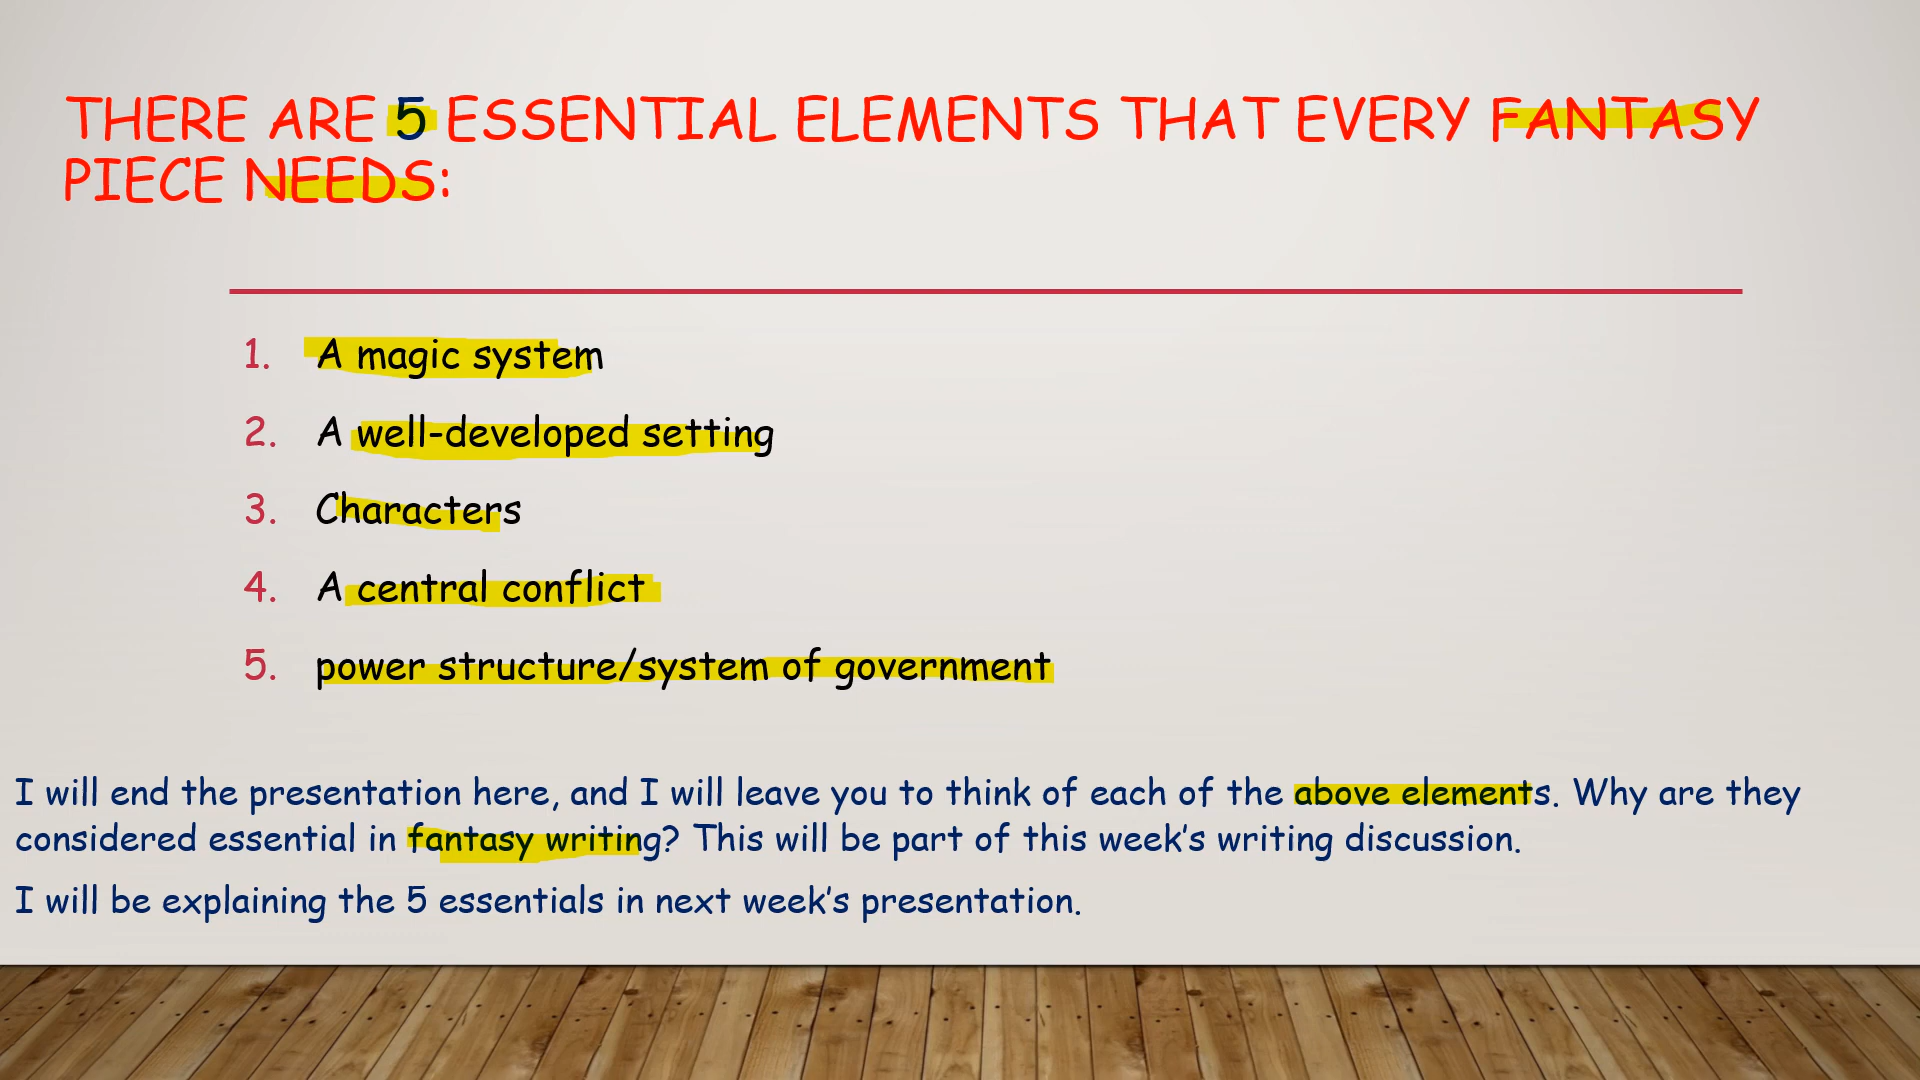 THERE ARE 5 ESSENTIAL ELEMENTS THAT EVERY FANTASY
PIECE NEEDS:
1. A magic system
2. A well-developed setting
3. Characters
4. A central conflict
5. power structure/system of government
I will end the presentation here, and I will leave you to think of each of the above elements. Why are they
considered essential in fantasy writing? This will be part of this week's writing discussion.
I will be explaining the 5 essentials in next week's presentation.